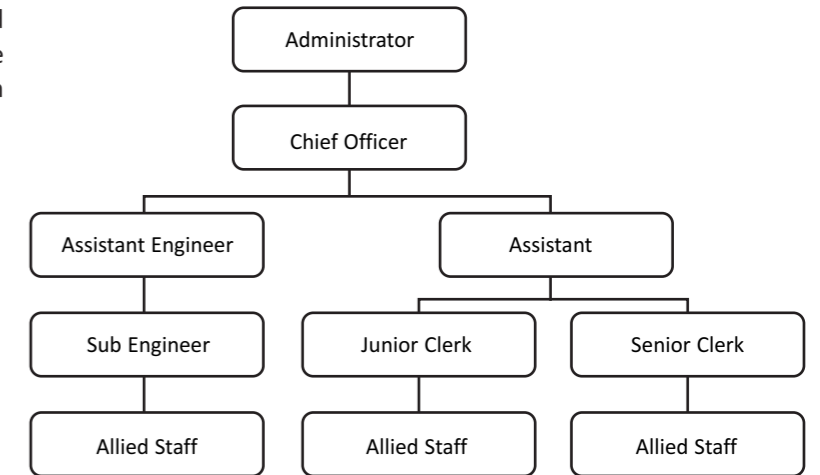 Administrator
Chief Officer
Assistant Engineer
Assistant
Sub Engineer
Junior Clerk
Senior Clerk
Allied Staff
Allied Staff
Allied Staff